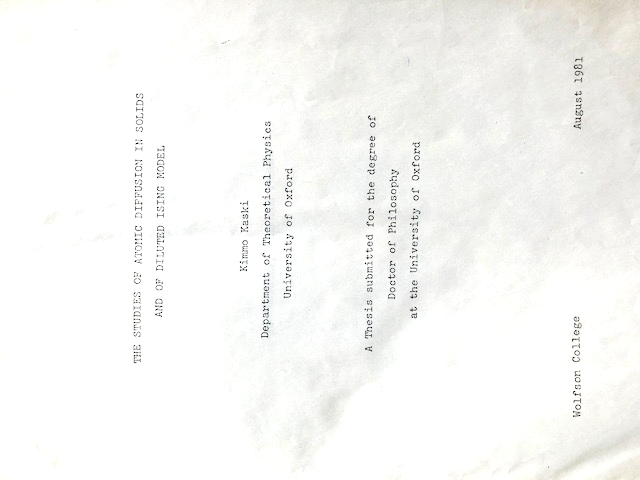 THE STUDIES OF ATOMIC DIFFUSION IN SOLIDS
AND OF DILUTED ISING MODEL
Kimmo Kaski
Department of Theoretical Physics
University of Oxford
A Thesis submitted for the degree of
Doctor of Philosophy
at the University of Oxford
Wolfson College August 1981